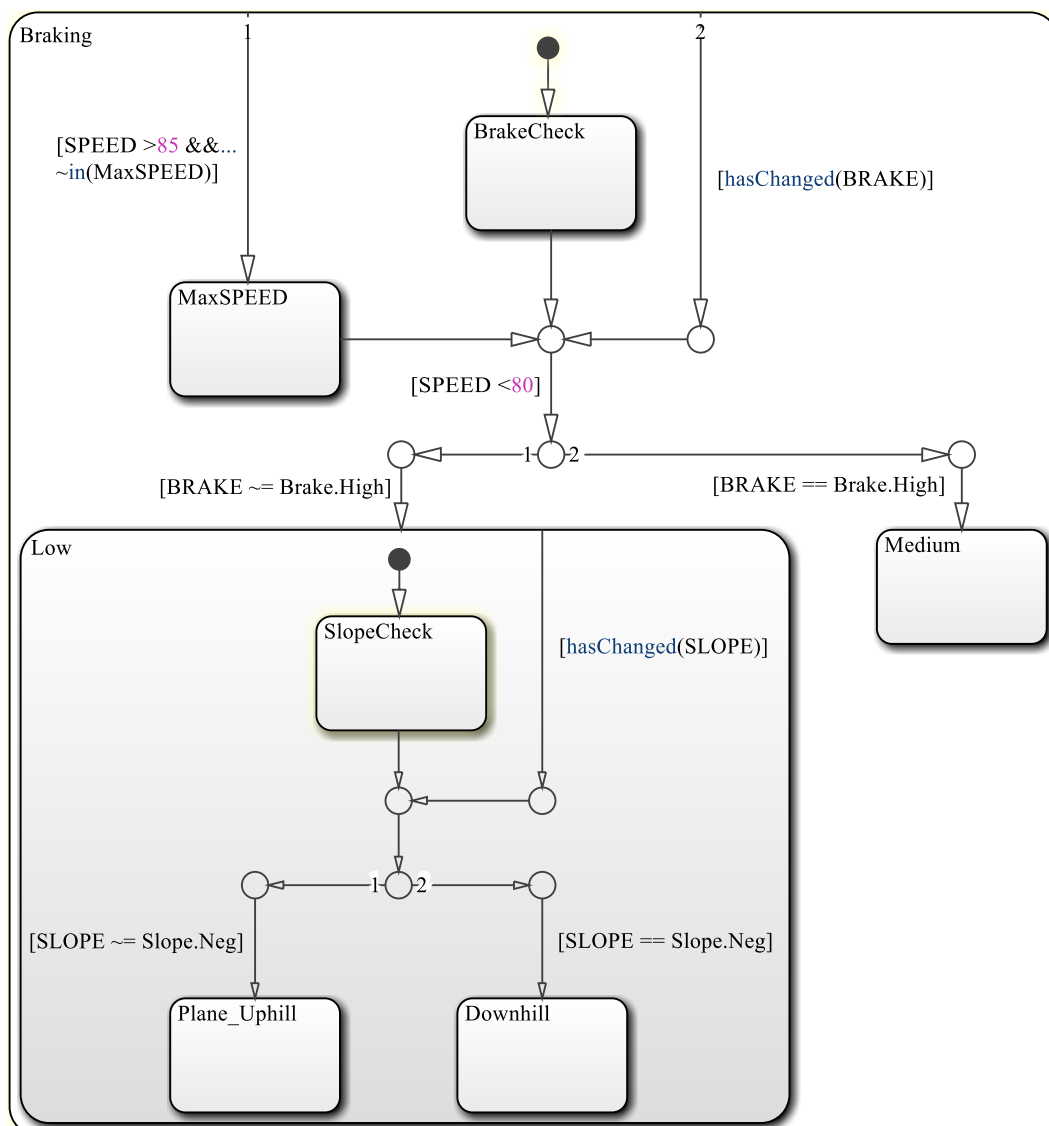 Braking
1
2
BrakeCheck
[SPEED >85 &&...
~in(MaxSPEED)]
[hasChanged(BRAKE)]
MaxSPEED
[SPEED <80]
1
2
[BRAKE ~= Brake.High]
[BRAKE == Brake.High]
Low
Medium
SlopeCheck
[hasChanged(SLOPE)]
1
2
[SLOPE ~= Slope.Neg]
[SLOPE == Slope.Neg]
Plane_Uphill
Downhill